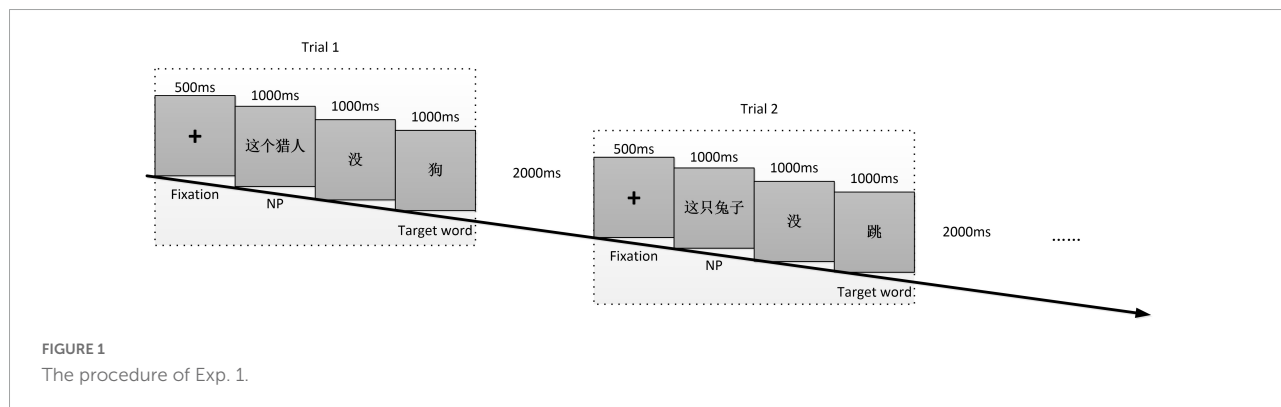 Trial 1
500ms
1000ms
1000ms
1000ms
+
这个猎人
没
狗
Fixation
NP
Target word
2000ms
Trial 2
500ms
1000ms
1000ms
1000ms
+
这只兔子
没
跳
Fixation
NP
Target word
2000ms
......
FIGURE 1
The procedure of Exp. 1.